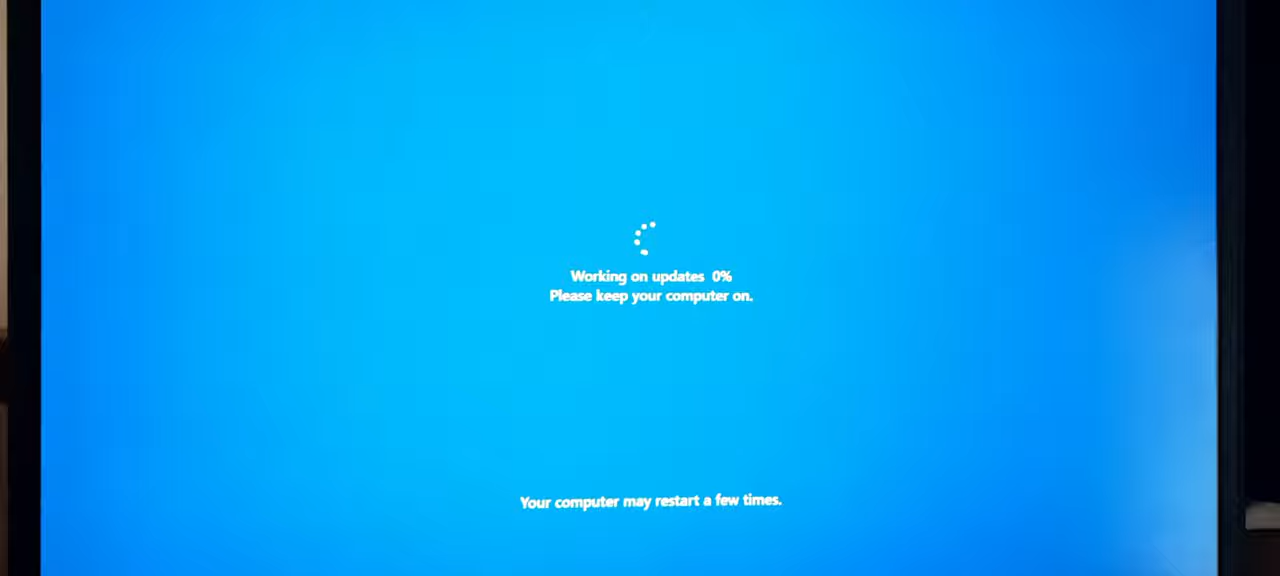 Working on updates 0%
Please keep your computer on.
Your computer may restart a few times.